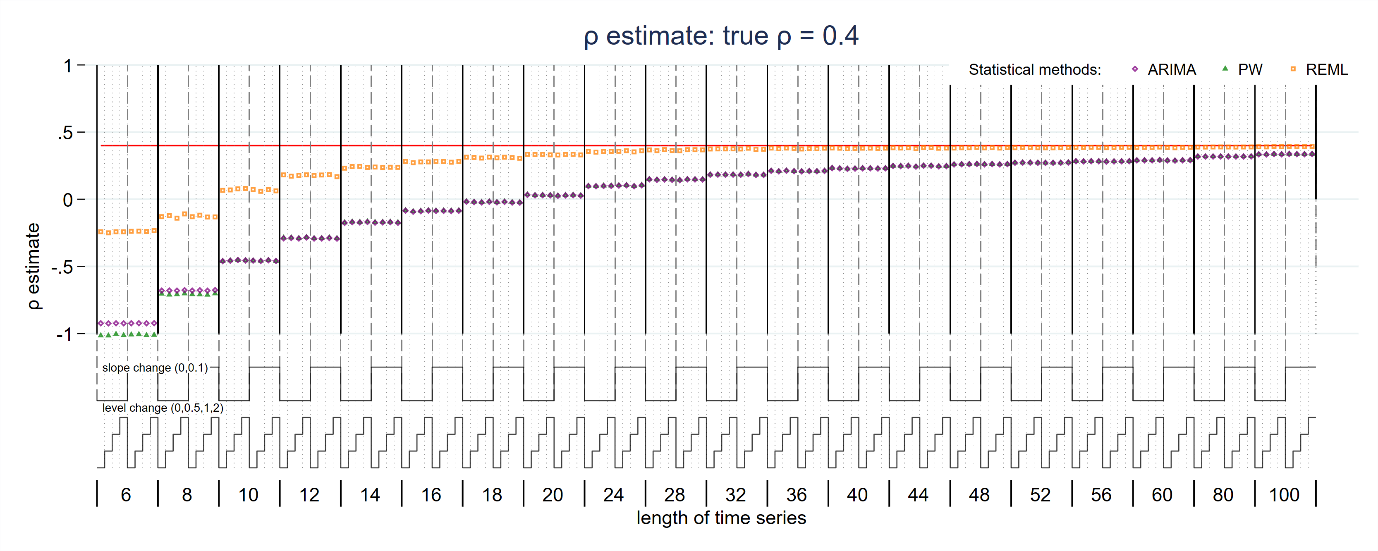 ρ estimate: true ρ = 0.4
Statistical methods: ARIMA PW REML
1
.5
0
-.5
-1
ρ estimate
slope change (0,0.1)
level change (0,0.5,1,2)
6 8 10 12 14 16 18 20 24 28 32 36 40 44 48 52 56 60 80 100
length of time series